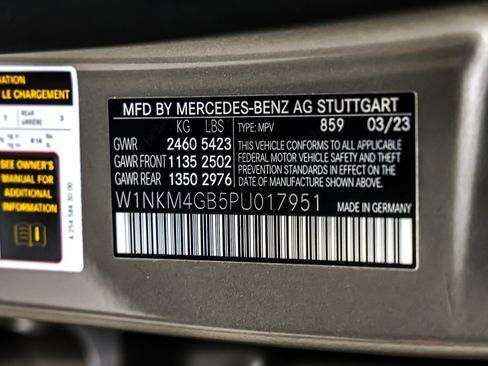 ATION
LE CHARGEMENT
REAR
ARRIÈRE
3
SEE OWNER'S
MANUAL FOR
ADDITIONAL
INFORMATION
MFD BY MERCEDES-BENZ AG STUTTGART
KG LBS TYPE: MPV 859 03/23
GVWR 2460 5423
GAWR FRONT 1135 2502
GAWR REAR 1350 2976
THIS VEHICLE CONFORMS TO ALL APPLICABLE
FEDERAL MOTOR VEHICLE SAFETY AND THEFT
PREVENTION STANDARDS IN EFFECT ON THE
DATE OF MANUFACTURE SHOWN ABOVE.
W1NKM4GB5PU017951 MADE IN GERMANY